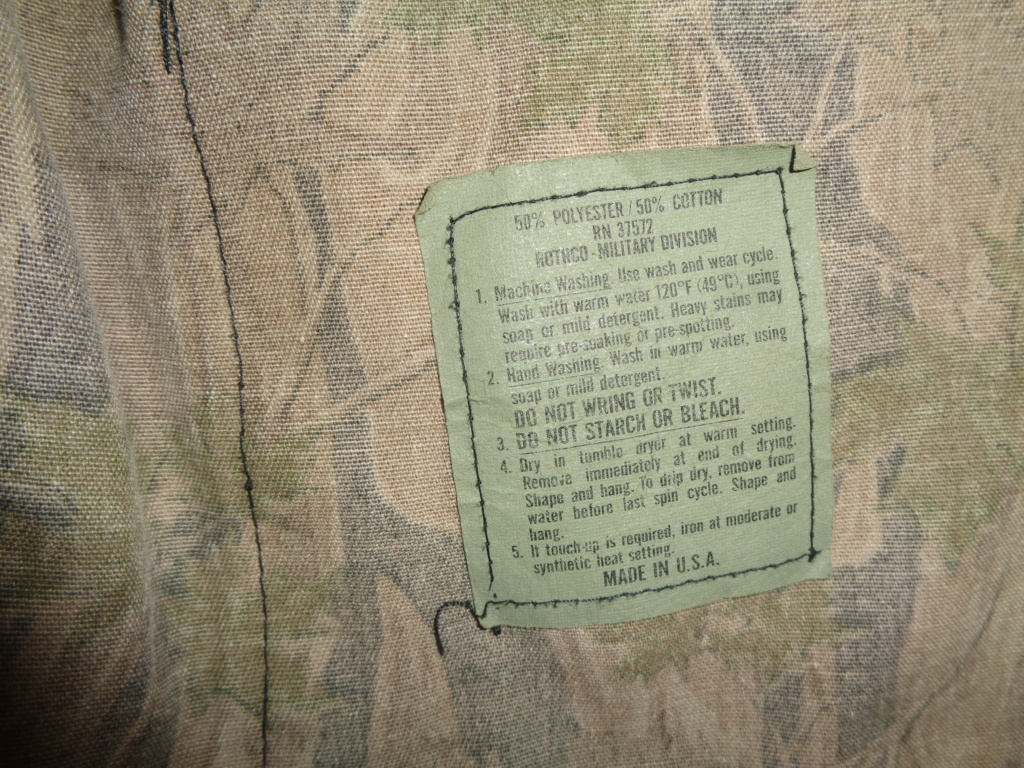 50% POLYESTER / 50% COTTON
RN 37572
ROTHCO - MILITARY DIVISION
1. Machine Washing. Use wash and wear cycle.
Wash with warm water 120°F (49°C), using
soap or mild detergent. Heavy stains may
require pre-soaking or pre-spotting.
2. Hand Washing. Wash in warm water, using
soap or mild detergent.
DO NOT WRING OR TWIST.
3. DO NOT STARCH OR BLEACH.
4. Dry in tumble dryer at warm setting.
Remove immediately at end of drying.
Shape and hang. To drip dry, remove from
water before last spin cycle. Shape and
hang.
5. If touch-up is required, iron at moderate or
synthetic heat setting.
MADE IN U.S.A.